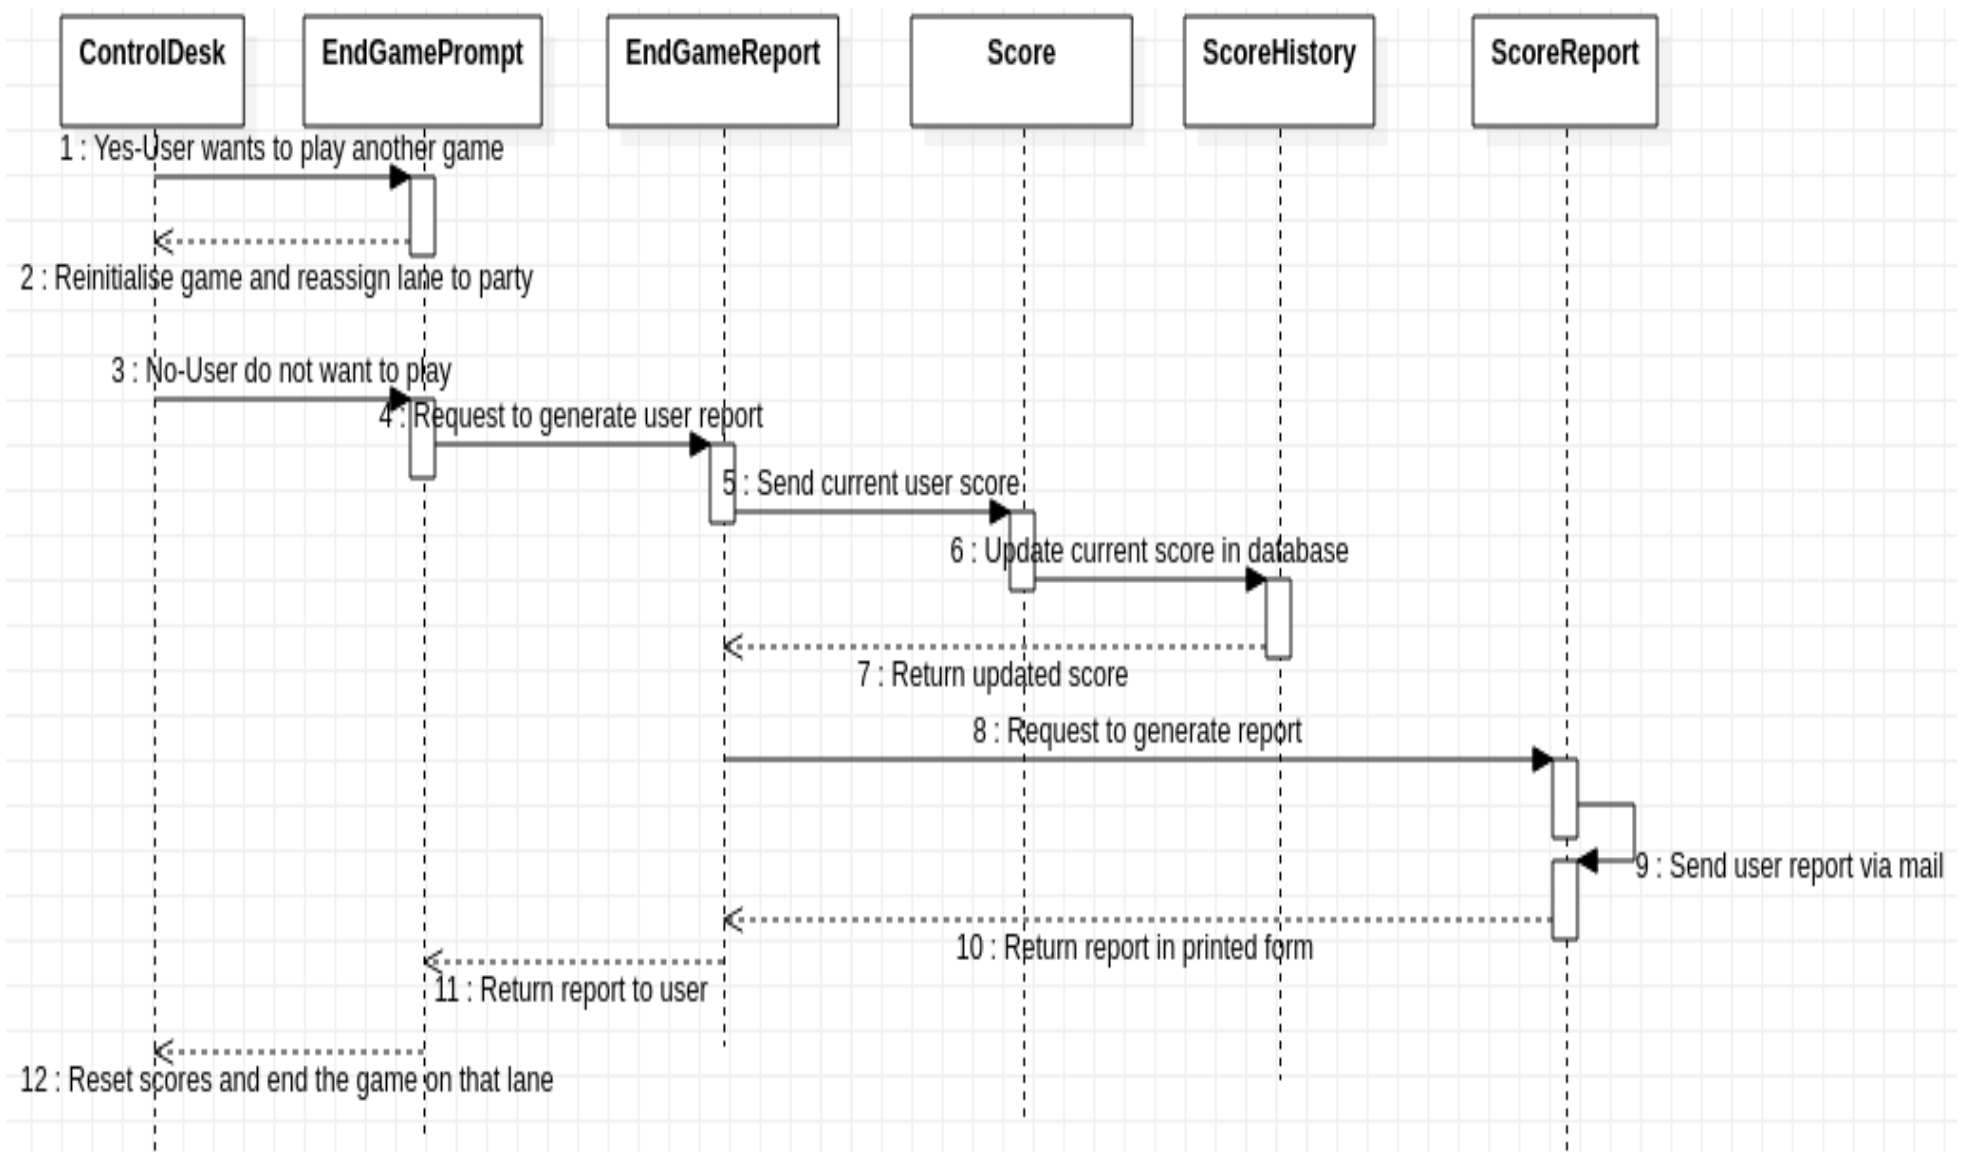 ControlDesk
EndGamePrompt
EndGameReport
Score
ScoreHistory
ScoreReport
1 : Yes-User wants to play another game
2 : Reinitialise game and reassign lane to party
3 : No-User do not want to play
4 : Request to generate user report
5 : Send current user score
6 : Update current score in database
7 : Return updated score
8 : Request to generate report
9 : Send user report via mail
10 : Return report in printed form
11 : Return report to user
12 : Reset scores and end the game on that lane